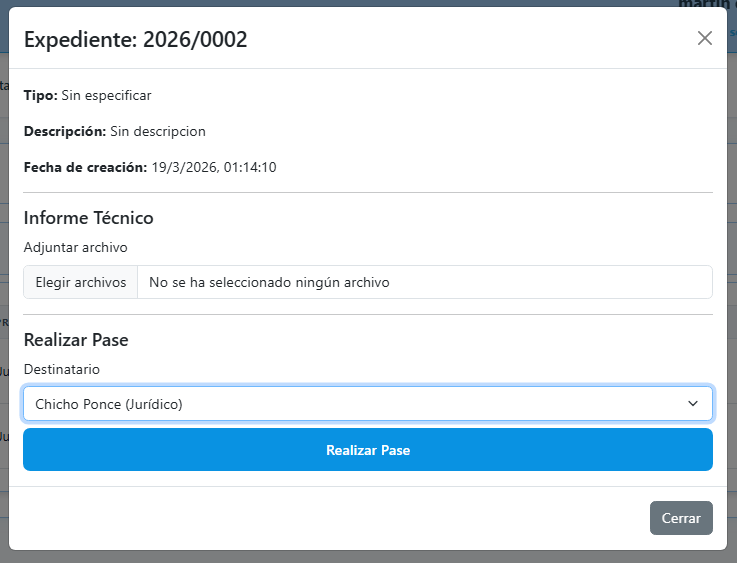 Expediente: 2026/0002
Tipo: Sin especificar
Descripción: Sin descripcion
Fecha de creación: 19/3/2026, 01:14:10
Informe Técnico
Adjuntar archivo
Elegir archivos No se ha seleccionado ningún archivo
Realizar Pase
Destinatario
Chicho Ponce (Jurídico)
Realizar Pase
Cerrar